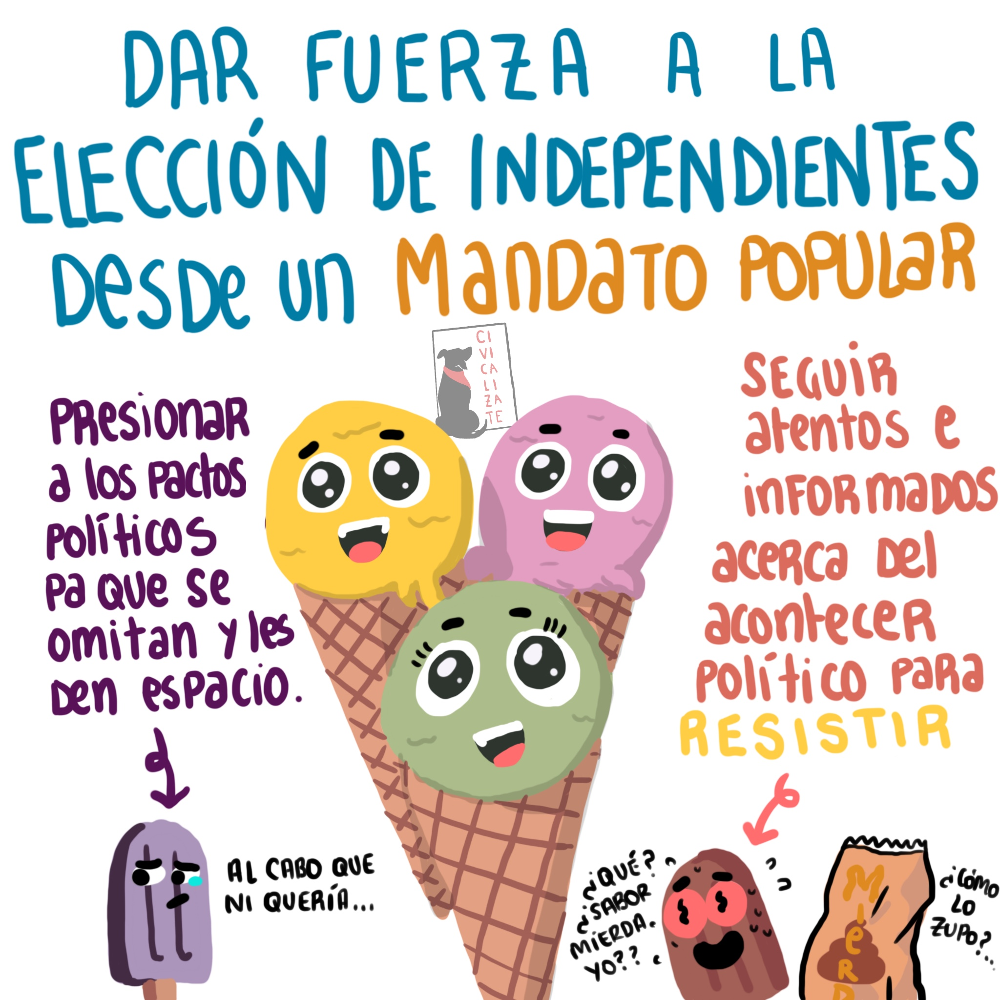 DAR FUERZA A LA
ELECCIÓN DE INDEPENDIENTES
DESDe un MaNDaTO POPULaR
CI
VI
CA
LI
ZA
TE
PResionaR
a los pactos
políticos
pa que se
omitan y les
Den espacio.
SEGUiR
atentos e
inFORmaDOS
aceRca Del
acontecer
político paRa
RESISTIR
AL CABO QUE
NI QUERÍA...
¿¿QUÉ?
¿SABOR
MIERDA.
YO??
M
i
e
R
D
¿¡CÓMO
LO
ZUPO?...